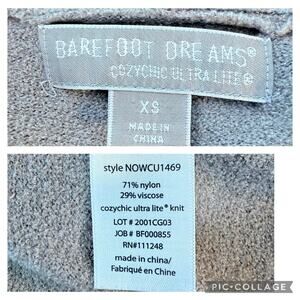 BAREFOOT DREAMS®
COZYCHIC ULTRA LITE®
XS
MADE IN
CHINA
style NOWCU1469
71% nylon
29% viscose
cozychic ultra lite® knit
LOT # 2001CG03
JOB # BF000855
RN#111248
made in china/
Fabriqué en Chine
PIC•COLLAGE